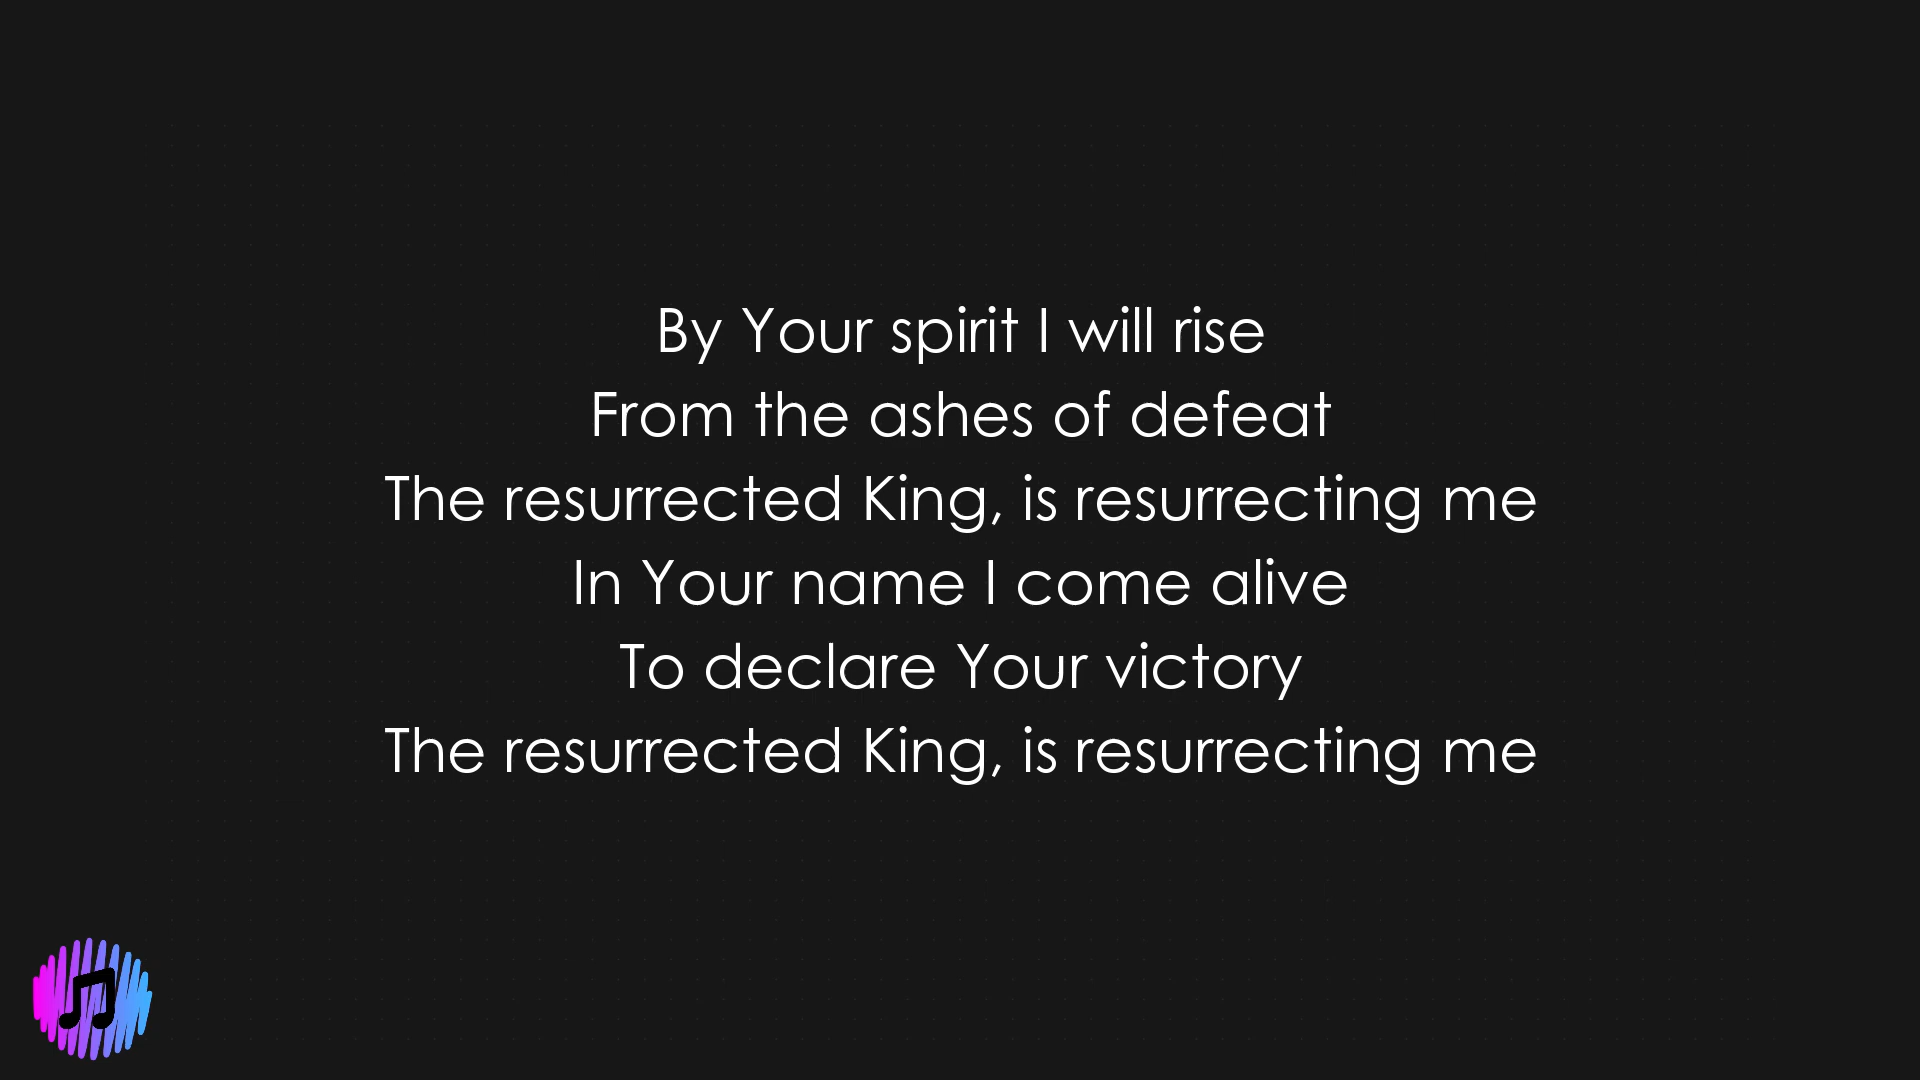 By Your spirit I will rise
From the ashes of defeat
The resurrected King, is resurrecting me
In Your name I come alive
To declare Your victory
The resurrected King, is resurrecting me